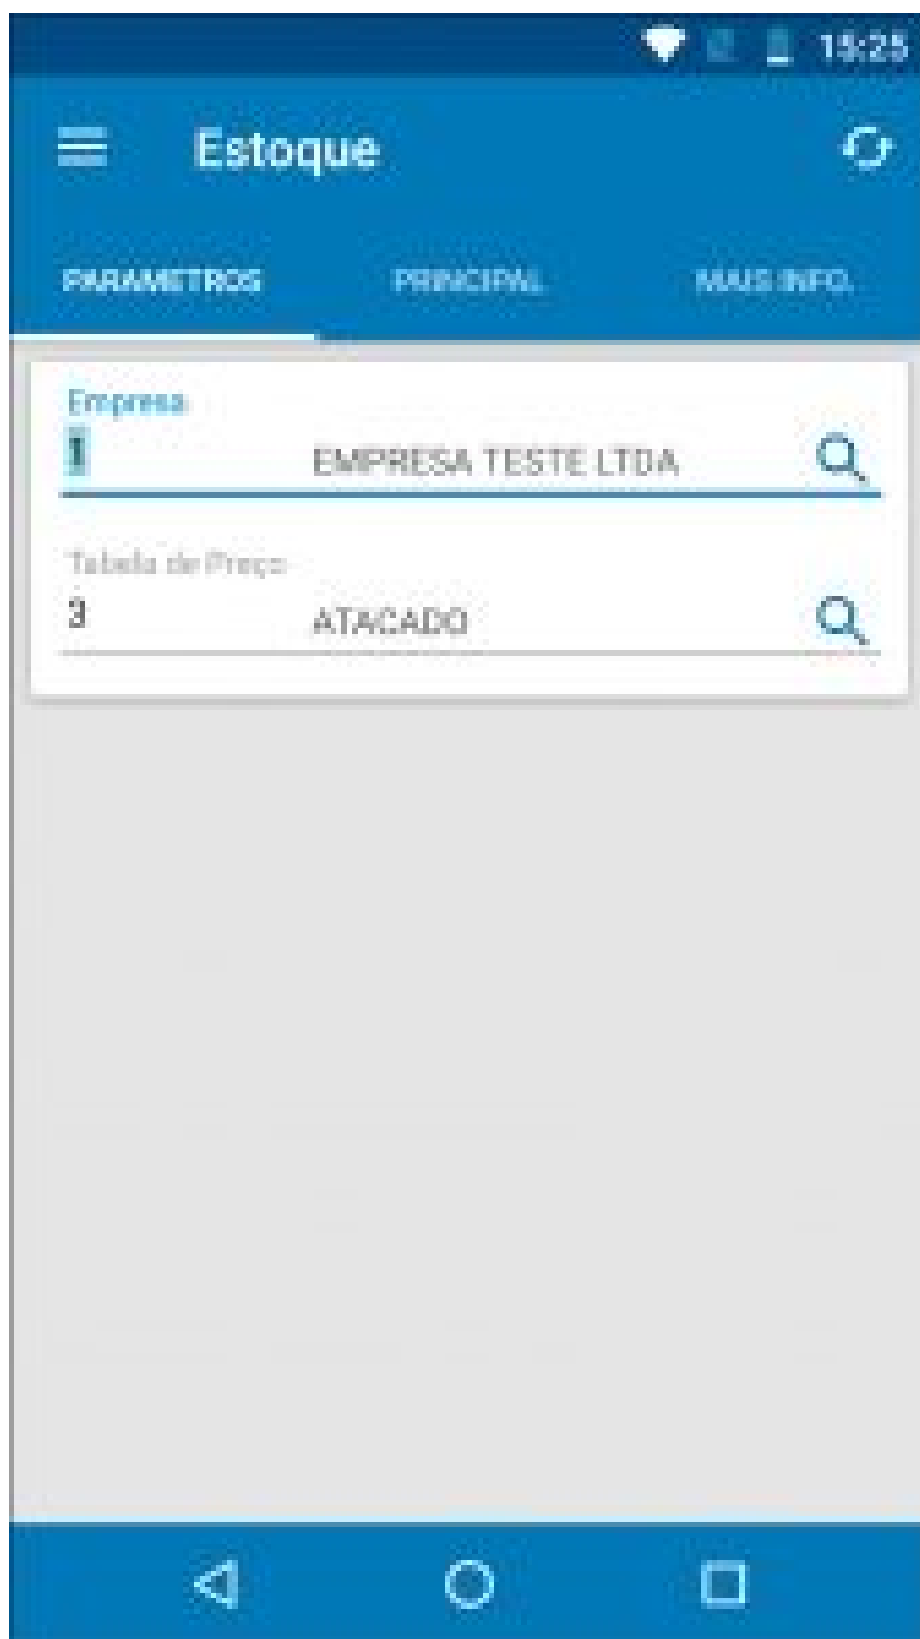 15:25
Estoque
PARAMETROS PRINCIPAL MAIS INFO.
Empresa
1 EMPRESA TESTE LTDA
Tabela de Preço
3 ATACADO